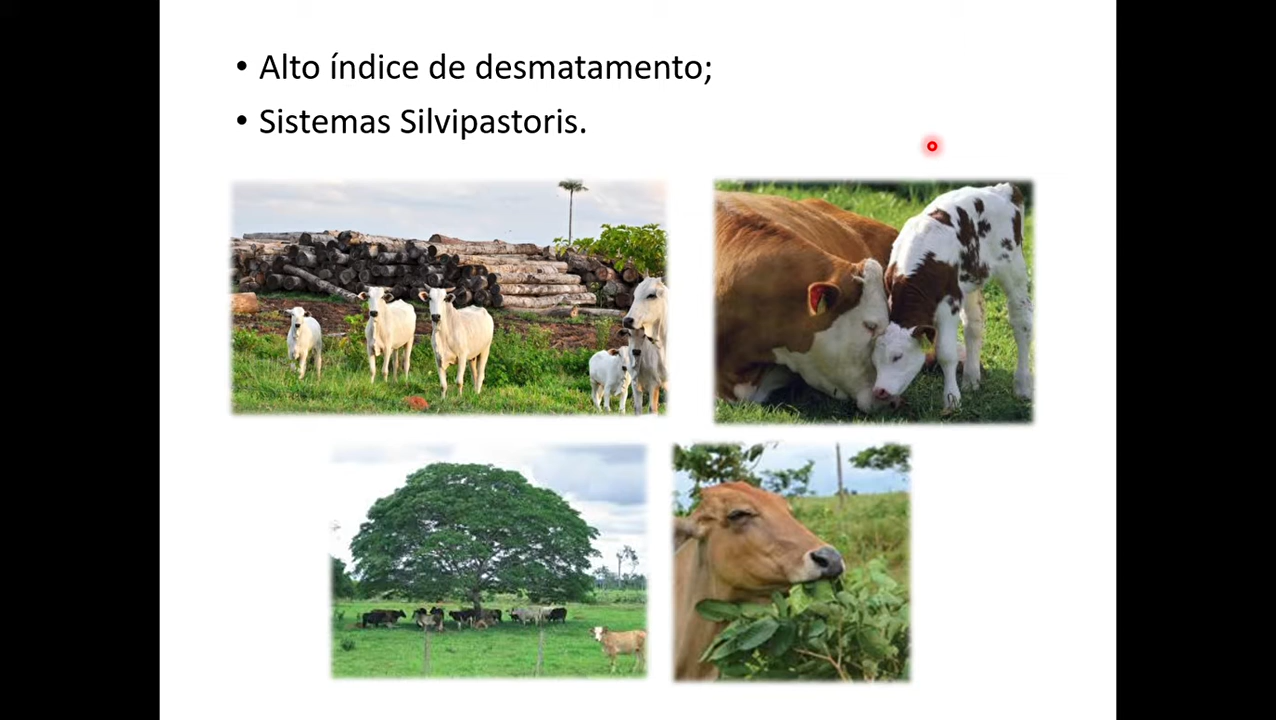 • Alto índice de desmatamento;
• Sistemas Silvipastoris.